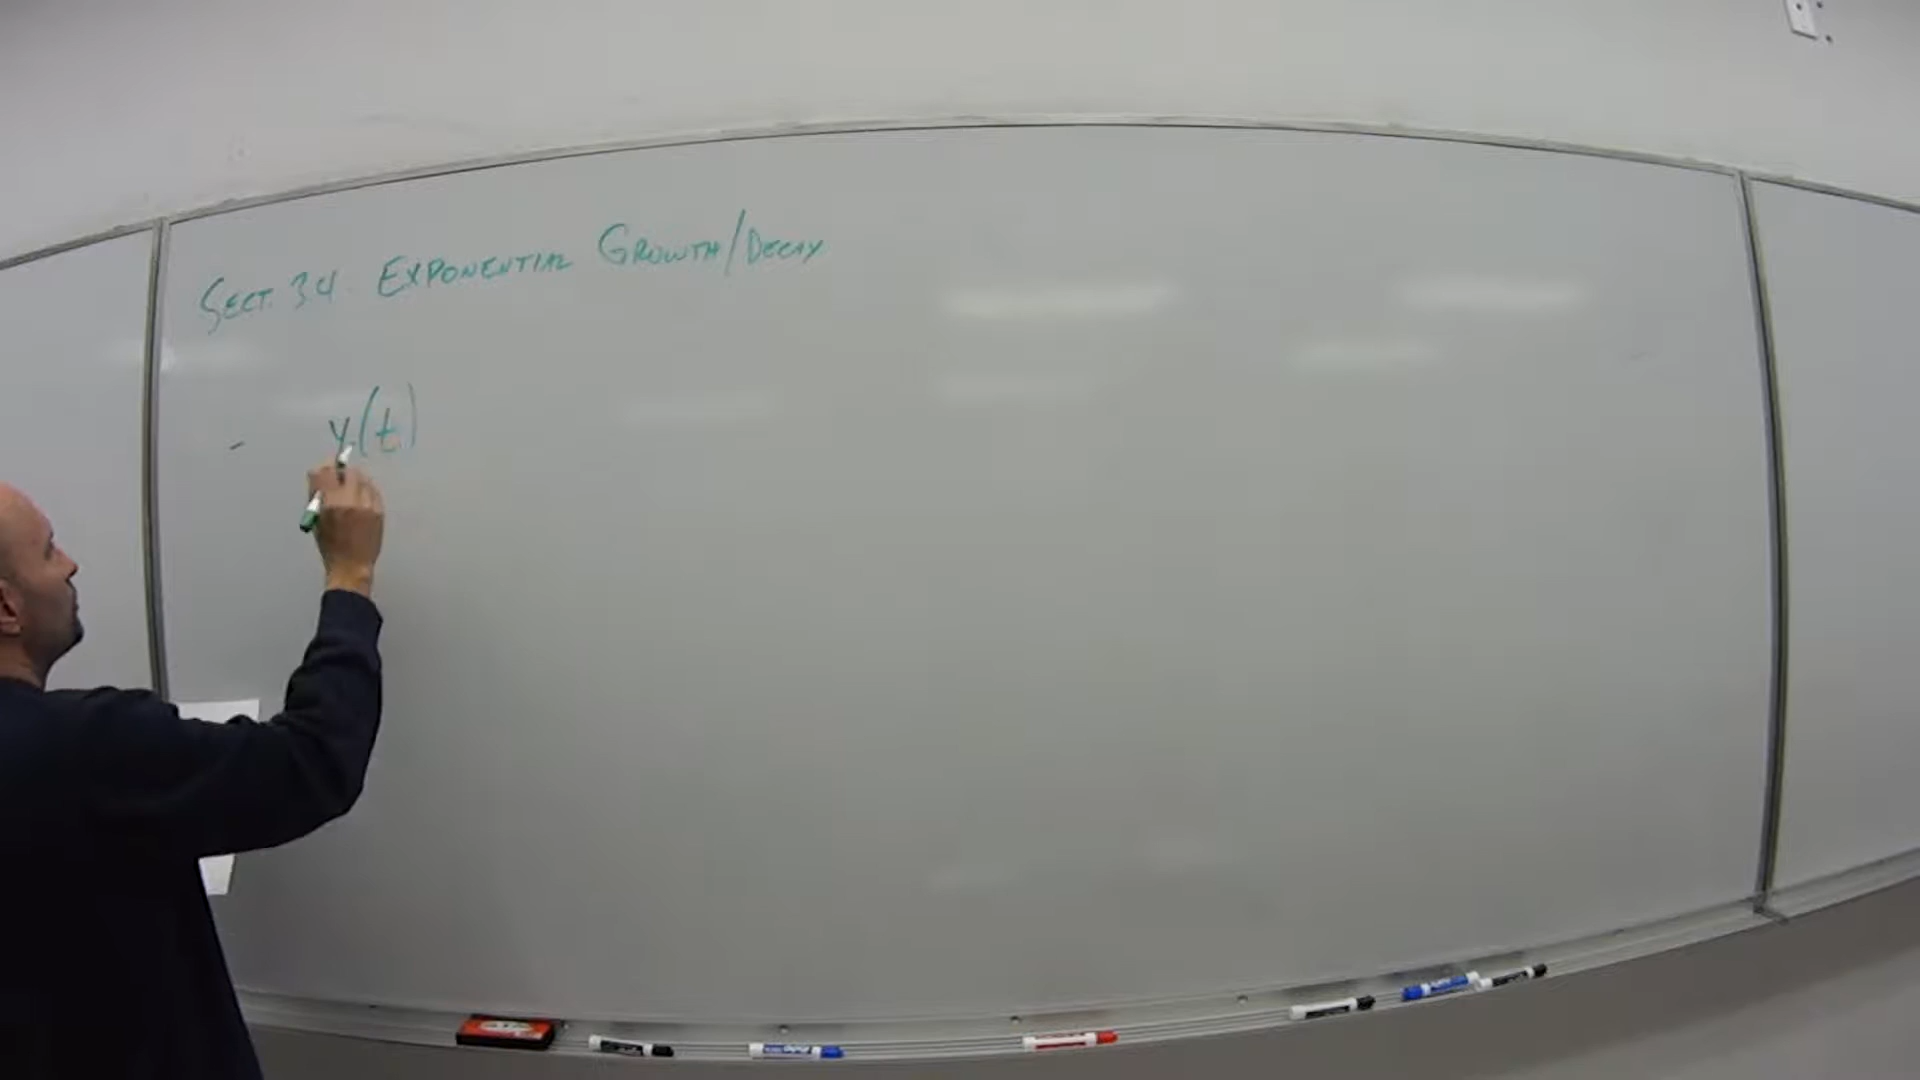 SECT. 3.4. EXPONENTIAL GROWTH/DECAY
- y(t)